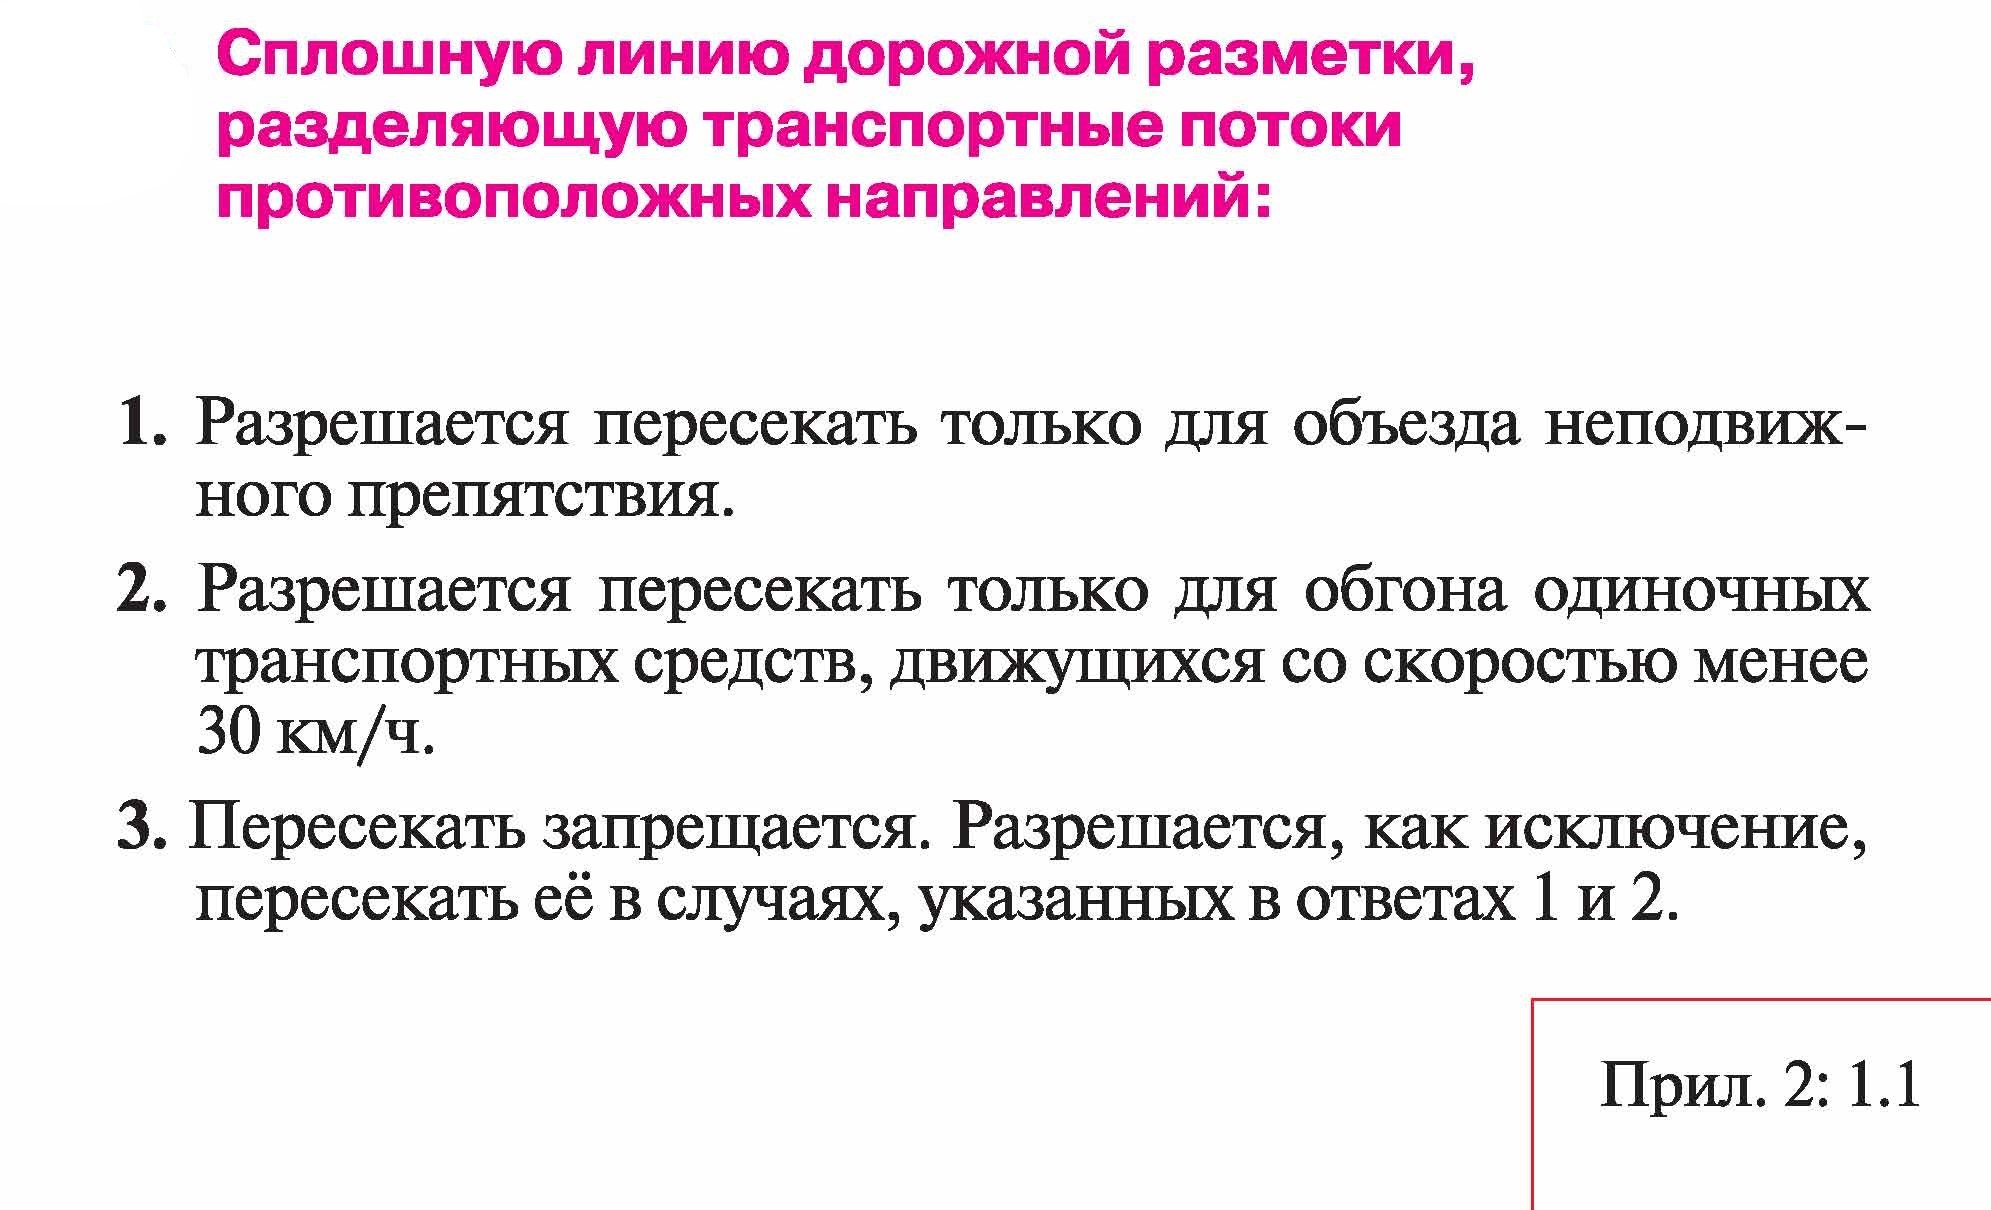 Сплошную линию дорожной разметки,
разделяющую транспортные потоки
противоположных направлений:
1. Разрешается пересекать только для объезда неподвиж-
ного препятствия.
2. Разрешается пересекать только для обгона одиночных
транспортных средств, движущихся со скоростью менее
30 км/ч.
3. Пересекать запрещается. Разрешается, как исключение,
пересекать её в случаях, указанных в ответах 1 и 2.
Прил. 2: 1.1